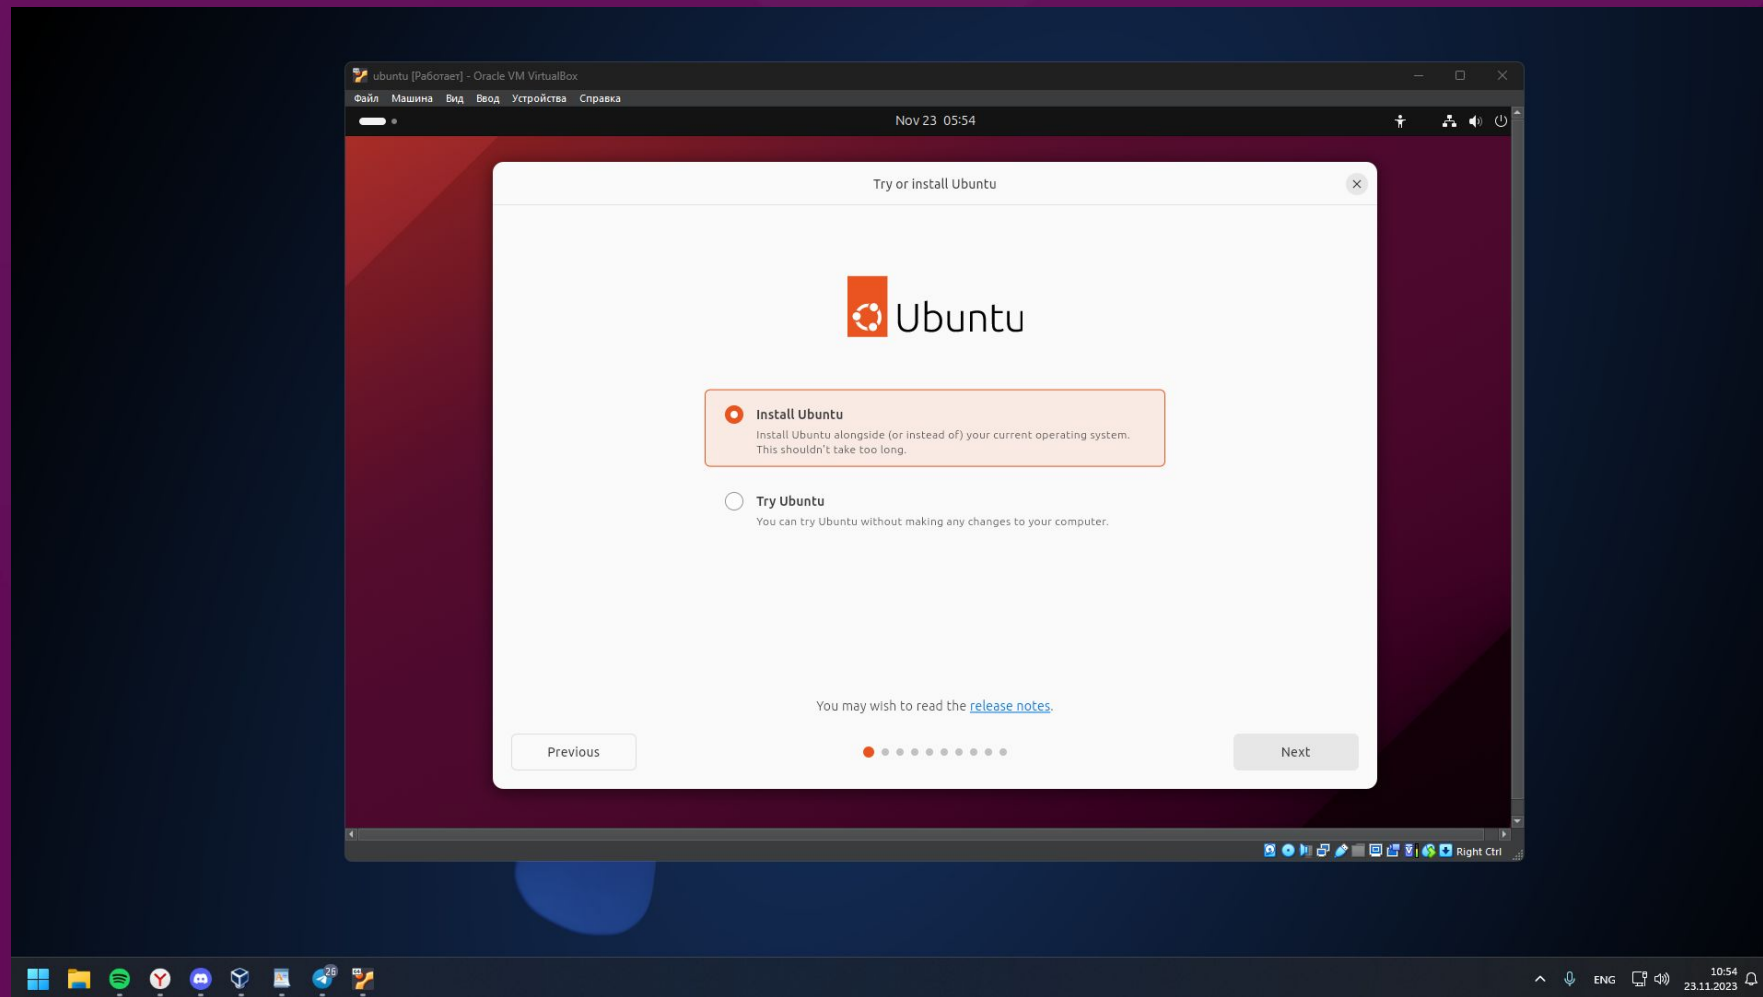 ubuntu [Работает] - Oracle VM VirtualBox
Файл Машина Вид Ввод Устройства Справка
Nov 23 05:54
Try or install Ubuntu
Ubuntu
Install Ubuntu
Install Ubuntu alongside (or instead of) your current operating system.
This shouldn't take too long.
Try Ubuntu
You can try Ubuntu without making any changes to your computer.
You may wish to read the release notes.
Previous
Next
Right Ctrl
26
ENG
10:54
23.11.2023